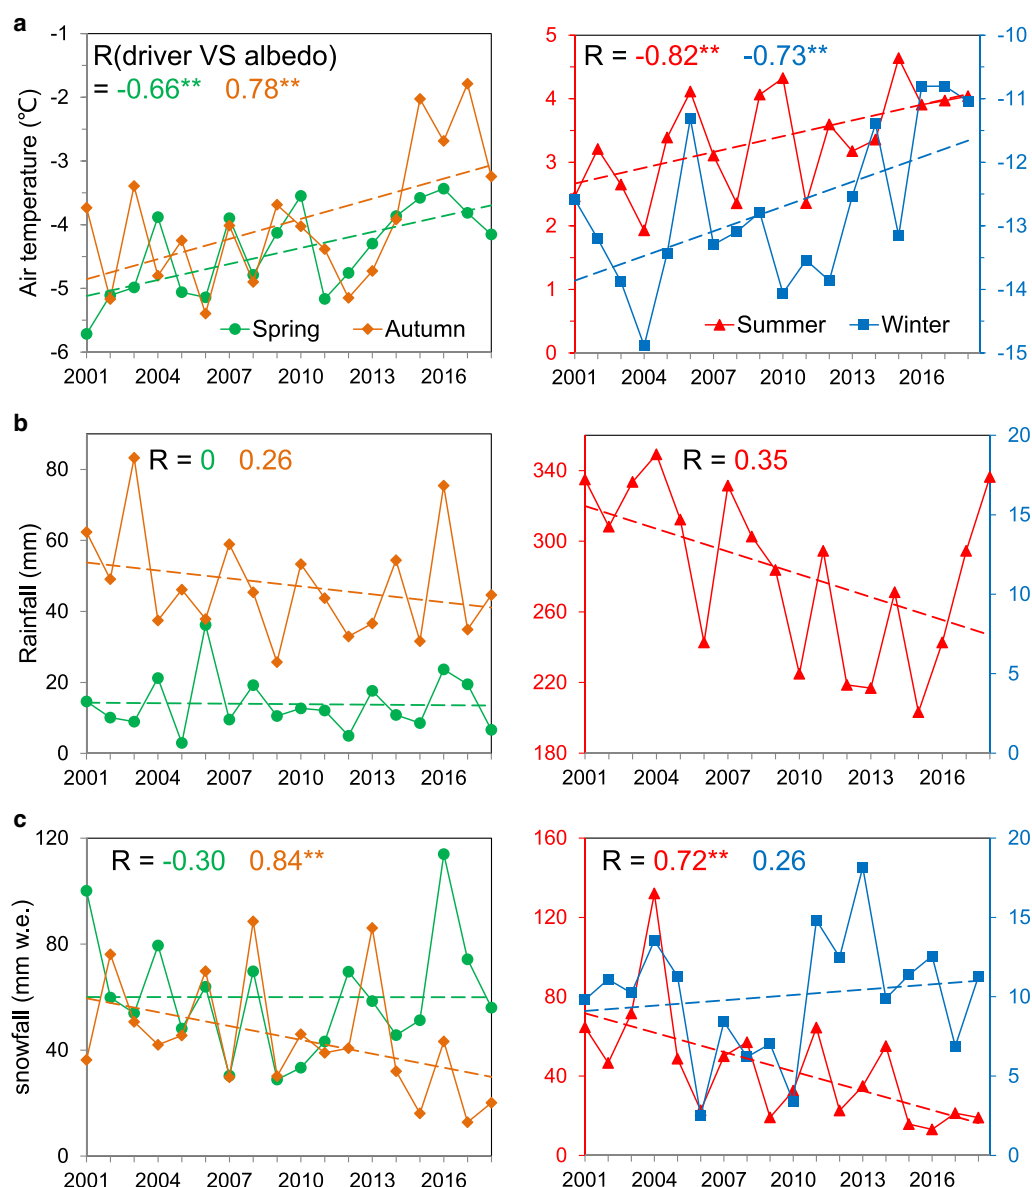 a
R(driver VS albedo)
= -0.66** 0.78**
Air temperature (℃)
-1
-2
-3
-4
-5
-6
Spring Autumn
2001 2004 2007 2010 2013 2016
R = -0.82** -0.73**
5
4
3
2
1
0
-10
-11
-12
-13
-14
-15
Summer Winter
2001 2004 2007 2010 2013 2016
b
R = 0 0.26
Rainfall (mm)
80
60
40
20
0
2001 2004 2007 2010 2013 2016
R = 0.35
340
300
260
220
180
20
15
10
5
0
2001 2004 2007 2010 2013 2016
c
R = -0.30 0.84**
snowfall (mm w.e.)
120
80
40
0
2001 2004 2007 2010 2013 2016
R = 0.72** 0.26
160
120
80
40
0
20
15
10
5
0
2001 2004 2007 2010 2013 2016